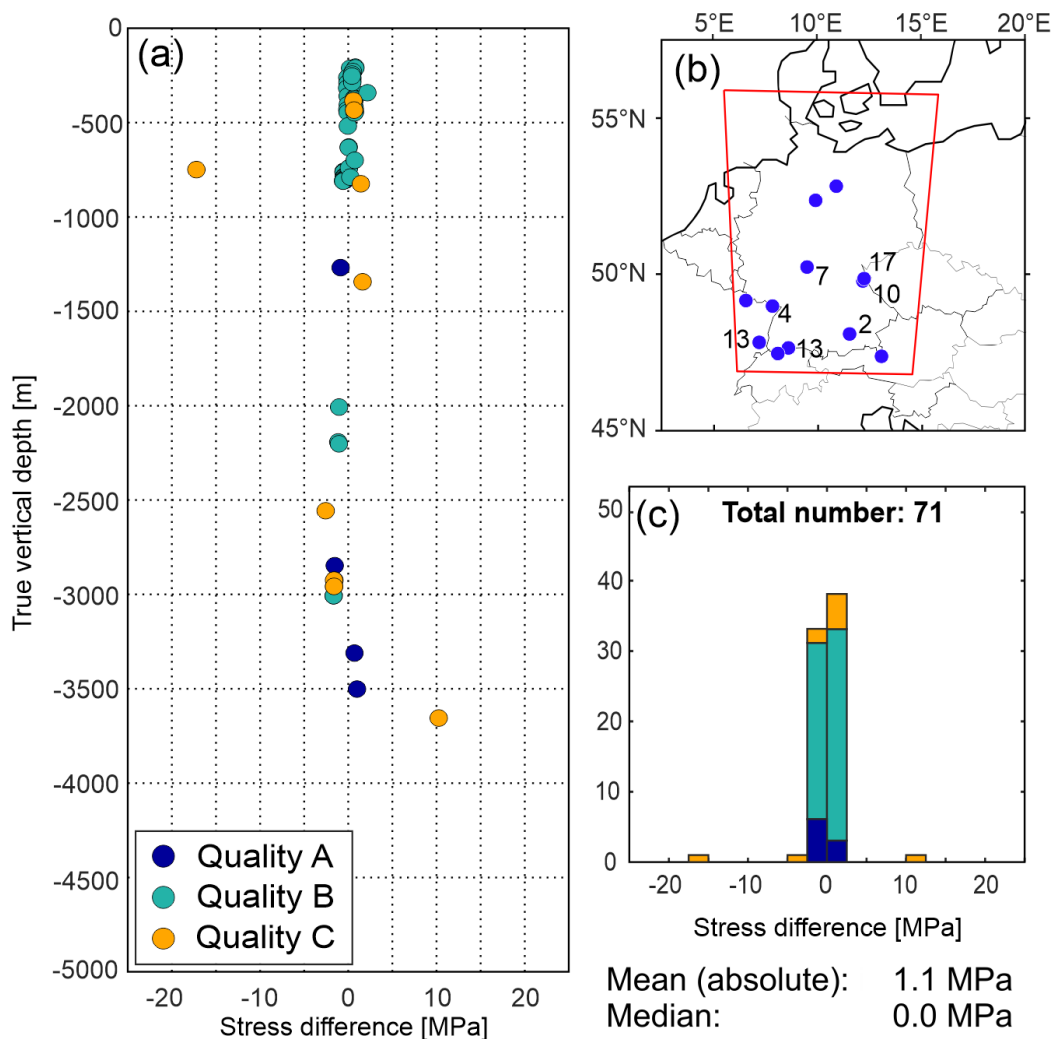 (a)
0
-500
-1000
-1500
-2000
-2500
-3000
-3500
-4000
-4500
-5000
True vertical depth [m]
Quality A
Quality B
Quality C
-20 -10 0 10 20
Stress difference [MPa]
5°E 10°E 15°E 20°E
(b)
55°N
50°N
45°N
7
17
10
4
2
13
13
(c)
Total number: 71
50
40
30
20
10
0
-20 -10 0 10 20
Stress difference [MPa]
Mean (absolute): 1.1 MPa
Median: 0.0 MPa